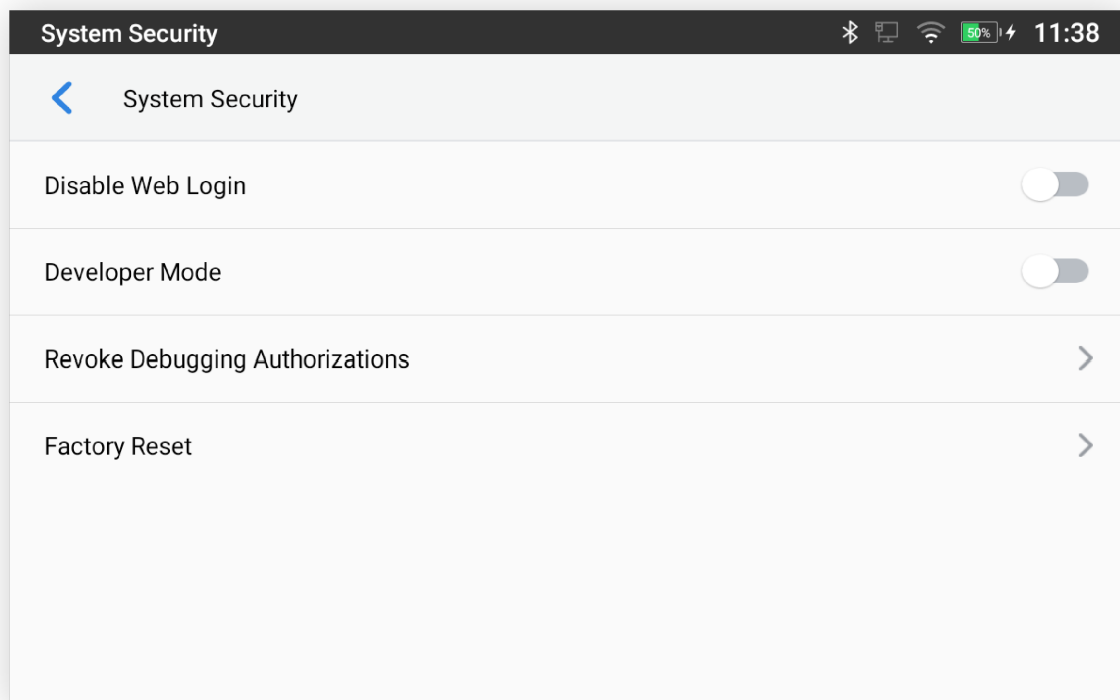 System Security 50% 11:38
System Security
Disable Web Login
Developer Mode
Revoke Debugging Authorizations
Factory Reset